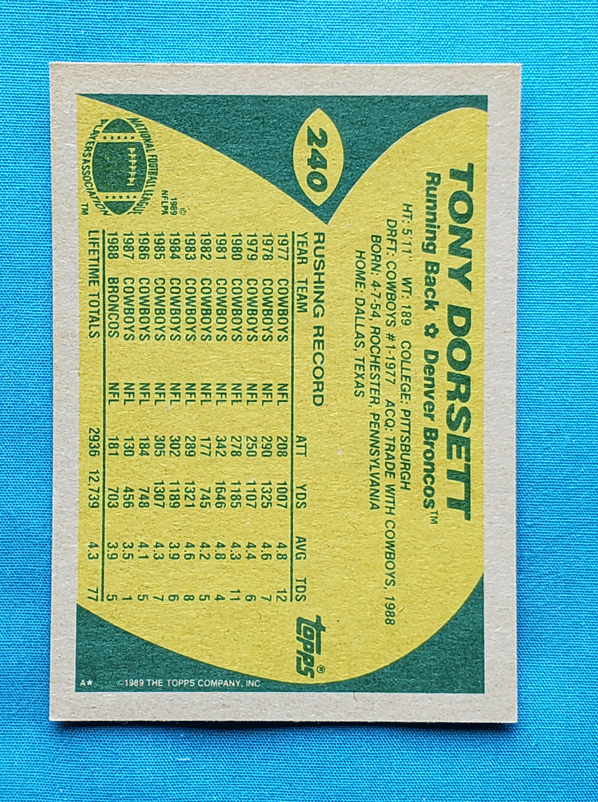 240
TONY DORSETT
Running Back ✩ Denver Broncos™
HT: 5'11" WT: 189 COLLEGE: PITTSBURGH
DRFT: COWBOYS #1-1977 ACQ: TRADE WITH COWBOYS, 1988
BORN: 4-7-54, ROCHESTER, PENNSYLVANIA
HOME: DALLAS, TEXAS
NATIONAL FOOTBALL LEAGUE
PLAYERS ASSOCIATION
TM
©
1989
NFLPA
RUSHING RECORD
YEAR TEAM ATT YDS AVG TDS
1977 COWBOYS NFL 208 1007 4.8 12
1978 COWBOYS NFL 290 1325 4.6 7
1979 COWBOYS NFL 250 1107 4.4 6
1980 COWBOYS NFL 278 1185 4.3 11
1981 COWBOYS NFL 342 1646 4.8 4
1982 COWBOYS NFL 177 745 4.2 5
1983 COWBOYS NFL 289 1321 4.6 8
1984 COWBOYS NFL 302 1189 3.9 6
1985 COWBOYS NFL 305 1307 4.3 7
1986 COWBOYS NFL 184 748 4.1 5
1987 COWBOYS NFL 130 456 3.5 1
1988 BRONCOS NFL 181 703 3.9 5
LIFETIME TOTALS 2936 12,739 4.3 77
TOPPS®
A★ ©1989 THE TOPPS COMPANY, INC.